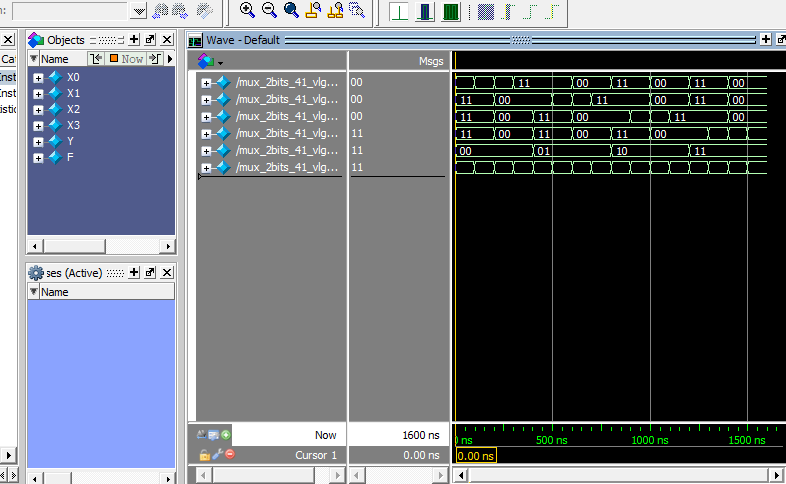 n:
Objects
Wave - Default
Cat
Name
Now
Msgs
Inst
X0
/mux_2bits_41_vlg... 00 11 00 11 00 11 00
Inst
X1
/mux_2bits_41_vlg... 00 11 00 11 00 11 00
tistic
X2
/mux_2bits_41_vlg... 00 11 00 11 00 11 00
X3
/mux_2bits_41_vlg... 11 11 00 11 00 11 00
Y
/mux_2bits_41_vlg... 11 00 01 10 11
F
/mux_2bits_41_vlg... 11
ses (Active)
Name
Now 1600 ns
ns 500 ns 1000 ns 1500 ns
Cursor 1 0.00 ns 0.00 ns